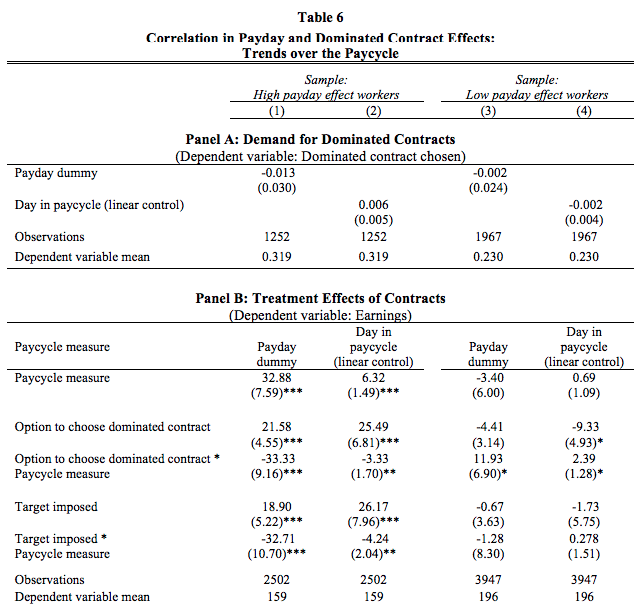 Table 6
Correlation in Payday and Dominated Contract Effects:
Trends over the Paycycle
Sample: Sample:
High payday effect workers Low payday effect workers
(1) (2) (3) (4)
Panel A: Demand for Dominated Contracts
(Dependent variable: Dominated contract chosen)
Payday dummy -0.013 -0.002
(0.030) (0.024)
Day in paycycle (linear control) 0.006 -0.002
(0.005) (0.004)
Observations 1252 1252 1967 1967
Dependent variable mean 0.319 0.319 0.230 0.230
Panel B: Treatment Effects of Contracts
(Dependent variable: Earnings)
Day in Day in
Paycycle measure Payday paycycle Payday paycycle
dummy (linear control) dummy (linear control)
Paycycle measure 32.88 6.32 -3.40 0.69
(7.59)*** (1.49)*** (6.00) (1.09)
Option to choose dominated contract 21.58 25.49 -4.41 -9.33
(4.55)*** (6.81)*** (3.14) (4.93)*
Option to choose dominated contract * -33.33 -3.33 11.93 2.39
Paycycle measure (9.16)*** (1.70)** (6.90)* (1.28)*
Target imposed 18.90 26.17 -0.67 -1.73
(5.22)*** (7.96)*** (3.63) (5.75)
Target imposed * -32.71 -4.24 -1.28 0.278
Paycycle measure (10.70)*** (2.04)** (8.30) (1.51)
Observations 2502 2502 3947 3947
Dependent variable mean 159 159 196 196